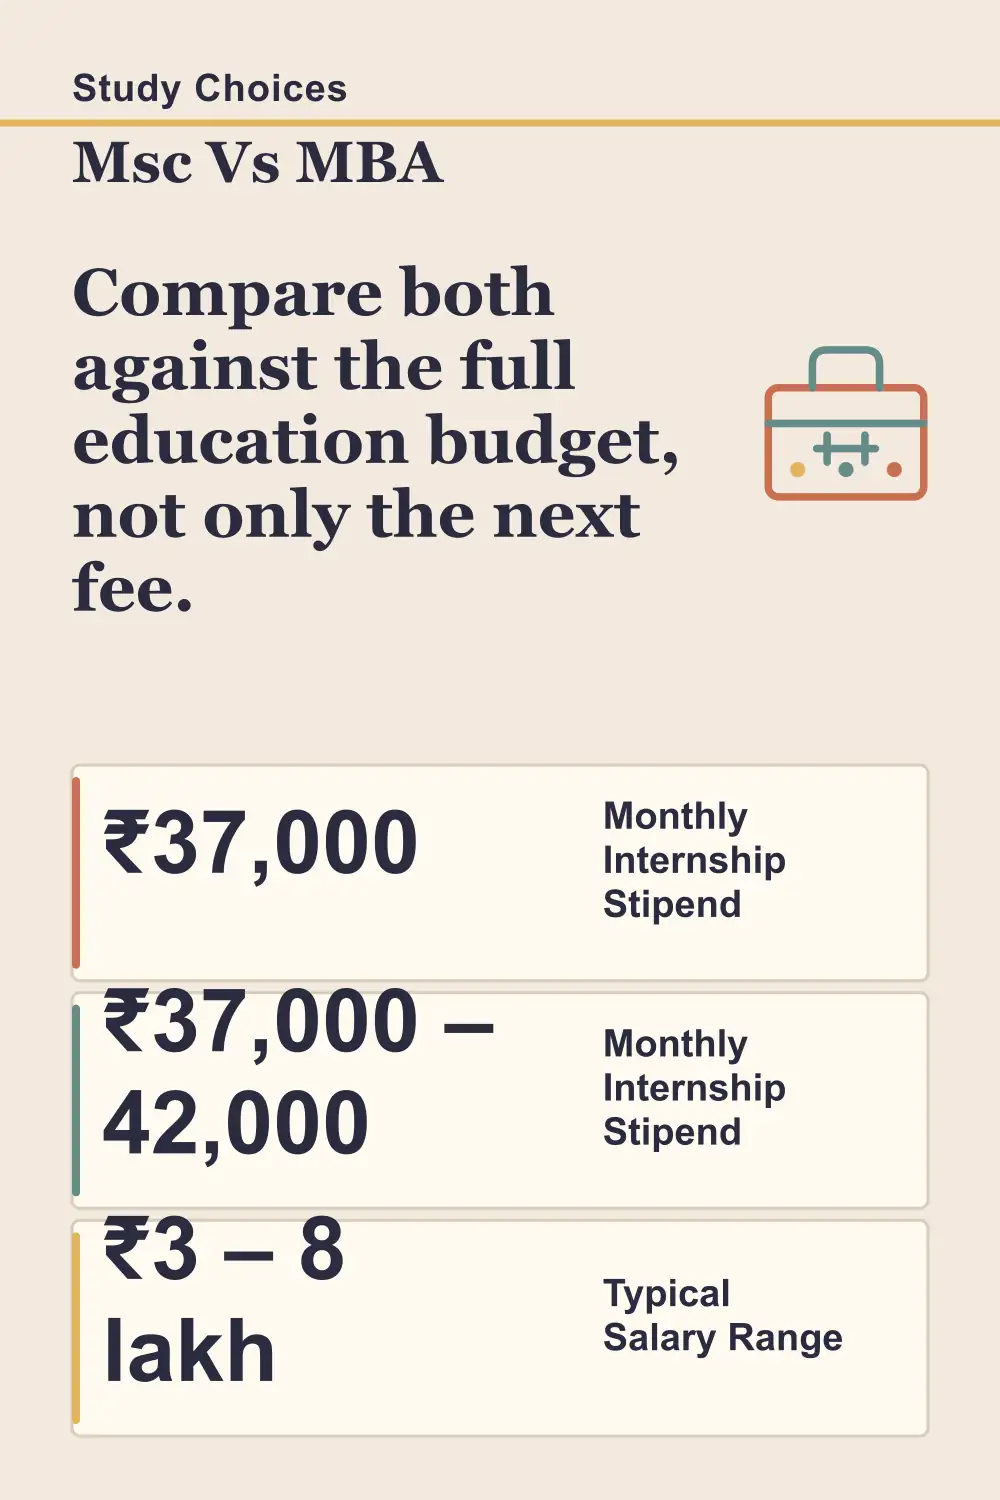 Study Choices
Msc Vs MBA
Compare both
against the full
education budget,
not only the next
fee.
₹37,000
Monthly
Internship
Stipend
₹37,000 –
42,000
Monthly
Internship
Stipend
₹3 – 8
lakh
Typical
Salary Range